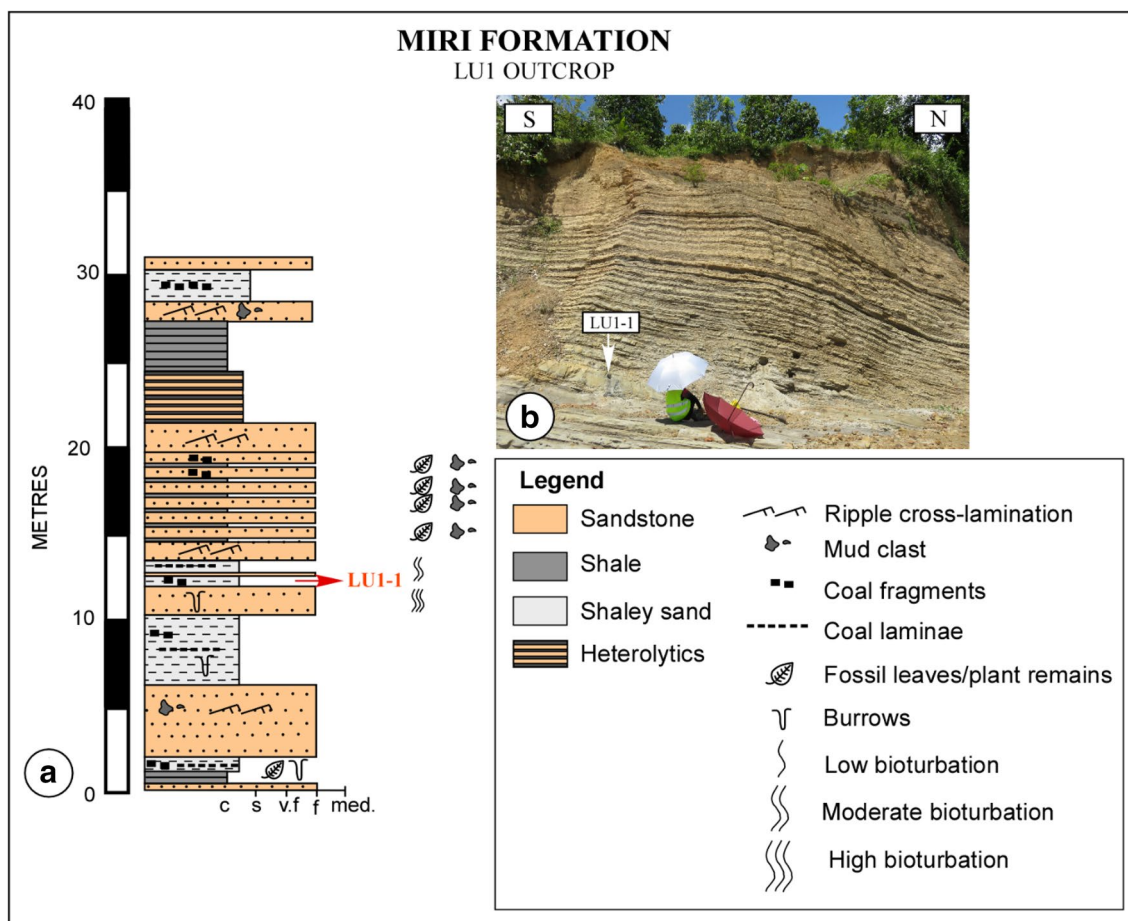 MIRI FORMATION
LU1 OUTCROP
40
30
20
10
0
METRES
LU1-1
c s v.f f med.
a
S
N
LU1-1
b
Legend
Sandstone
Shale
Shaley sand
Heterolytics
Ripple cross-lamination
Mud clast
Coal fragments
Coal laminae
Fossil leaves/plant remains
Burrows
Low bioturbation
Moderate bioturbation
High bioturbation